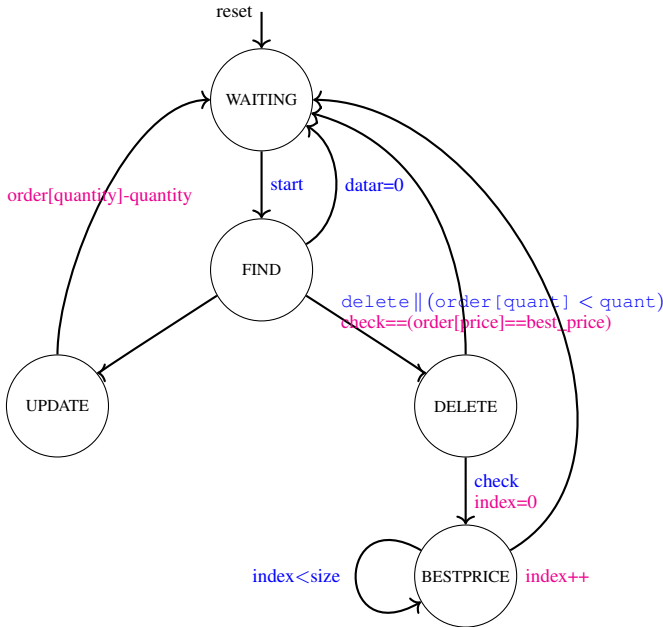 reset
WAITING
start
datar=0
order[quantity]-quantity
FIND
delete∥(order[quant] < quant)
check==(order[price]==best_price)
UPDATE
DELETE
check
index=0
index<size
BESTPRICE
index++